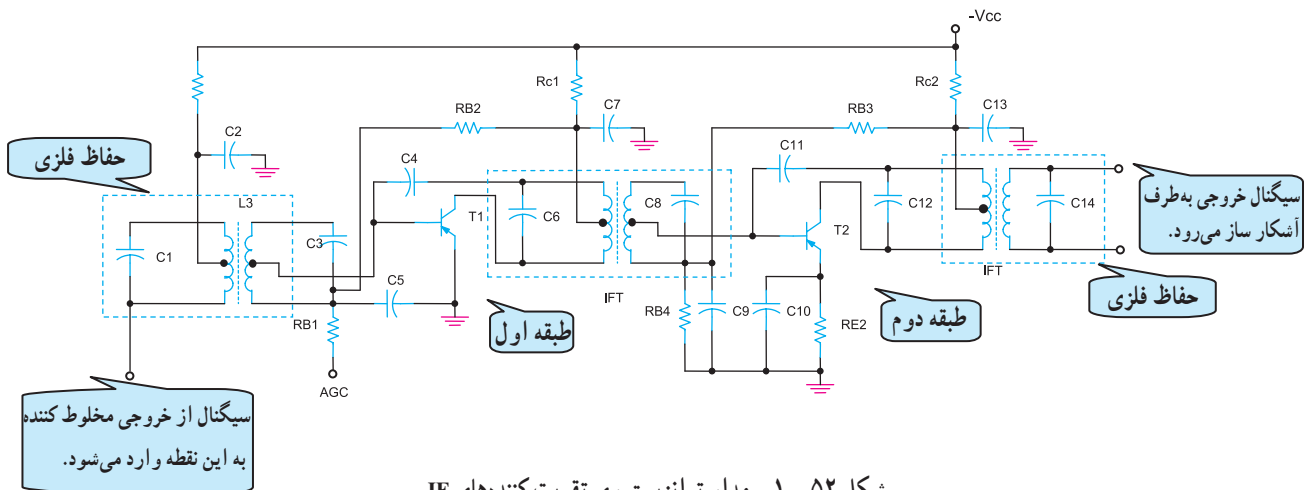 -Vcc
Rc1
Rc2
RB2
C7
RB3
C13
C2
حفاظ فلزی
C4
C11
L3
T1
C6
C8
T2
C12
C14
سیگنال خروجی به‌طرف
آشکار ساز می‌رود.
C1
C3
C5
RB1
IFT
IFT
حفاظ فلزی
طبقه اول
RB4
C9
C10
RE2
طبقه دوم
AGC
سیگنال از خروجی مخلوط کننده
به این نقطه وارد می‌شود.